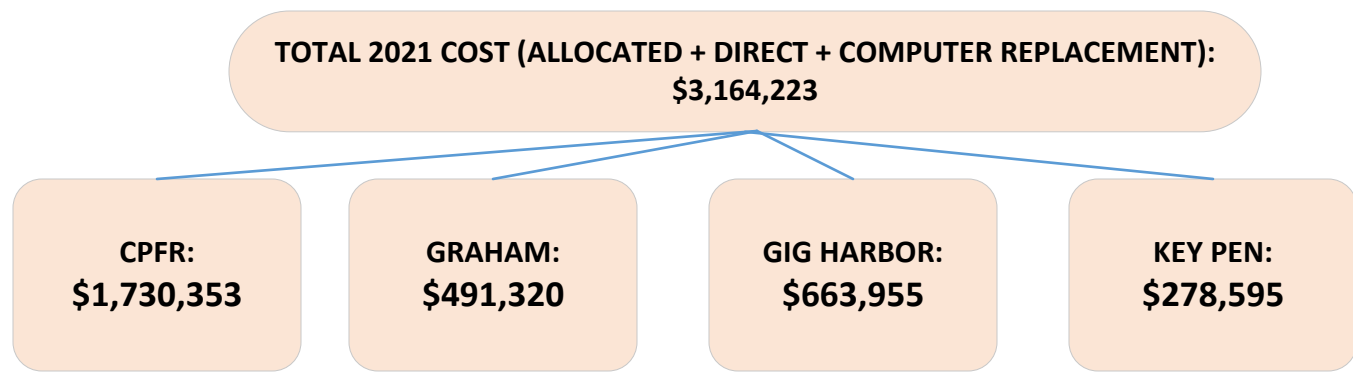 TOTAL 2021 COST (ALLOCATED + DIRECT + COMPUTER REPLACEMENT):
$3,164,223
CPFR:
$1,730,353
GRAHAM:
$491,320
GIG HARBOR:
$663,955
KEY PEN:
$278,595